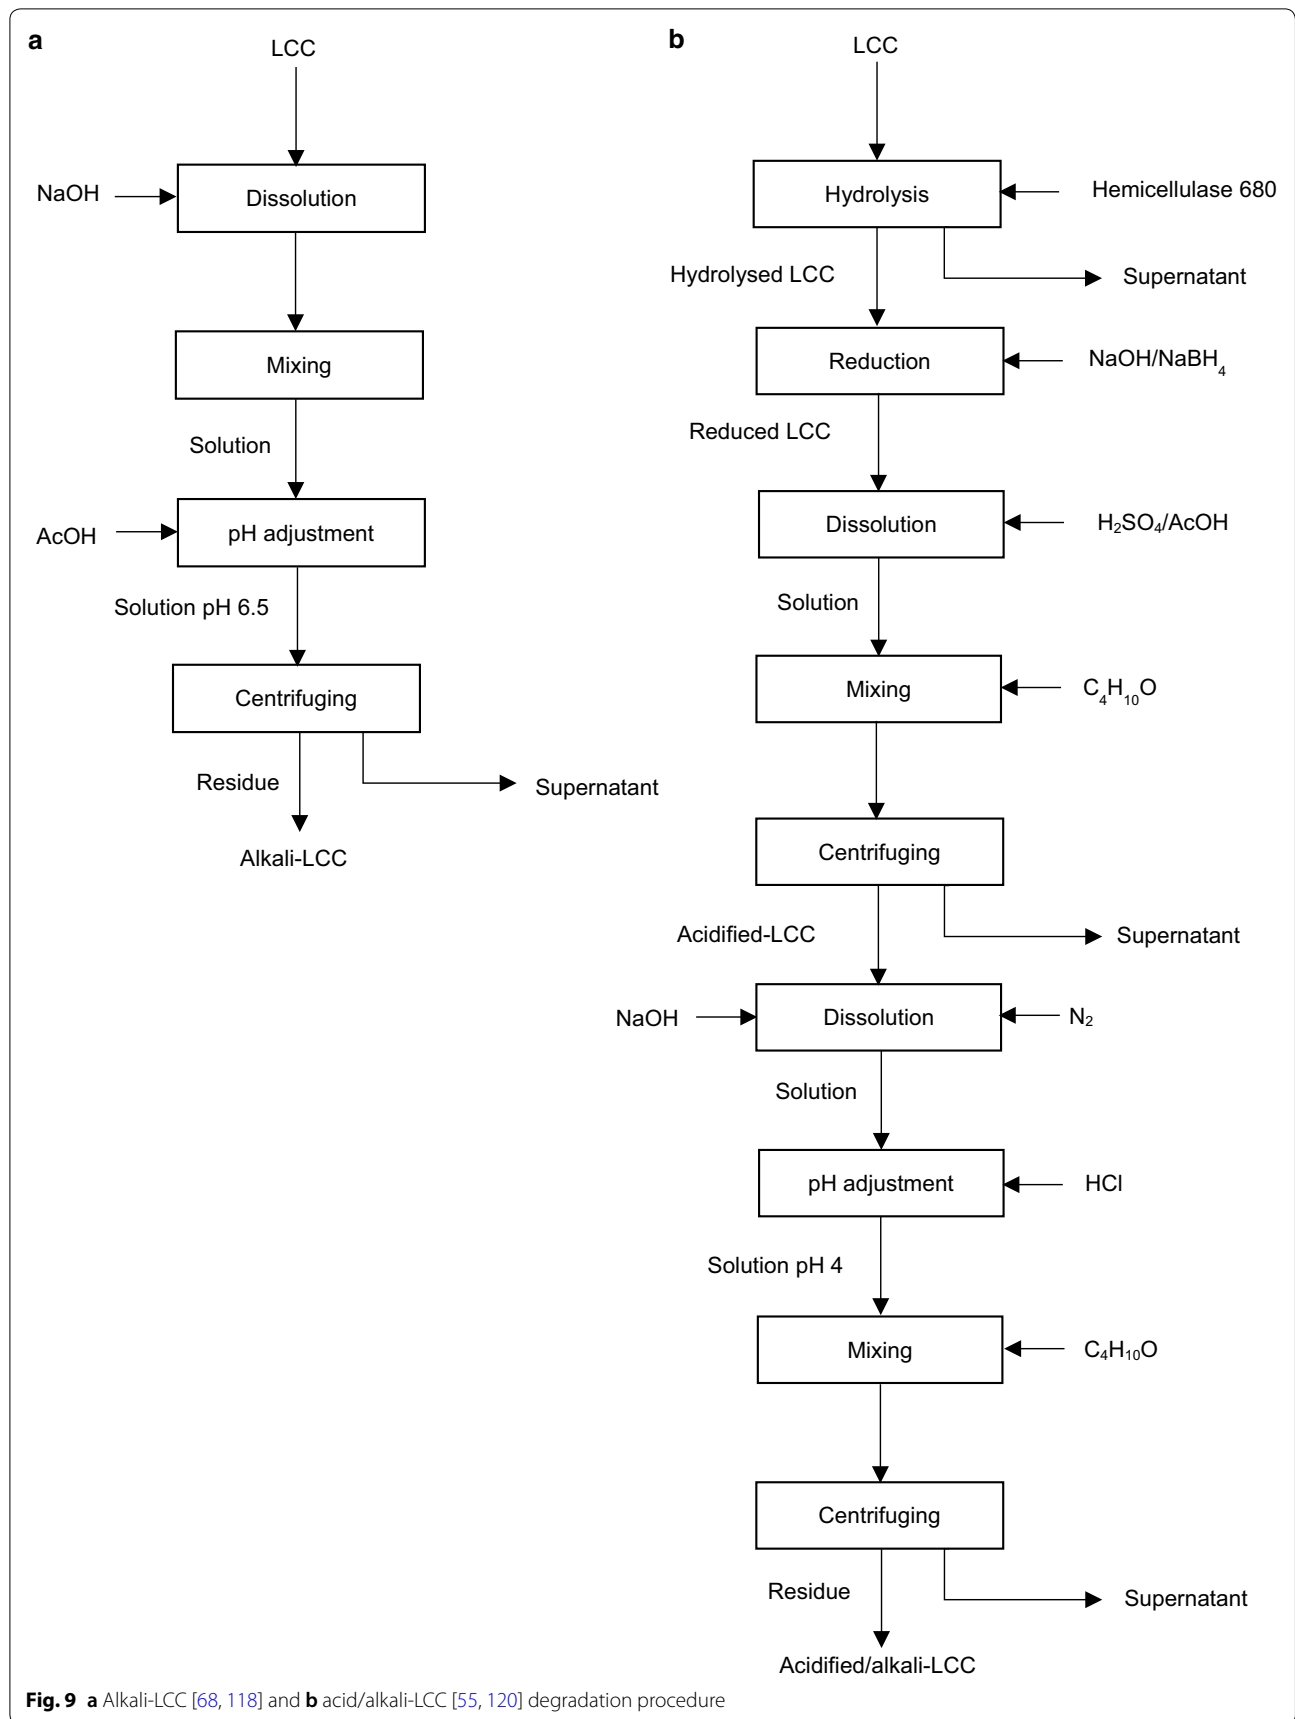 a
LCC
NaOH
Dissolution
Mixing
Solution
AcOH
pH adjustment
Solution pH 6.5
Centrifuging
Residue
Supernatant
Alkali-LCC
b
LCC
Hydrolysis
Hemicellulase 680
Hydrolysed LCC
Supernatant
Reduction
NaOH/NaBH₄
Reduced LCC
Dissolution
H₂SO₄/AcOH
Solution
Mixing
C₄H₁₀O
Centrifuging
Acidified-LCC
Supernatant
NaOH
Dissolution
N₂
Solution
pH adjustment
HCl
Solution pH 4
Mixing
C₄H₁₀O
Centrifuging
Residue
Supernatant
Acidified/alkali-LCC
Fig. 9 a Alkali-LCC [68, 118] and b acid/alkali-LCC [55, 120] degradation procedure